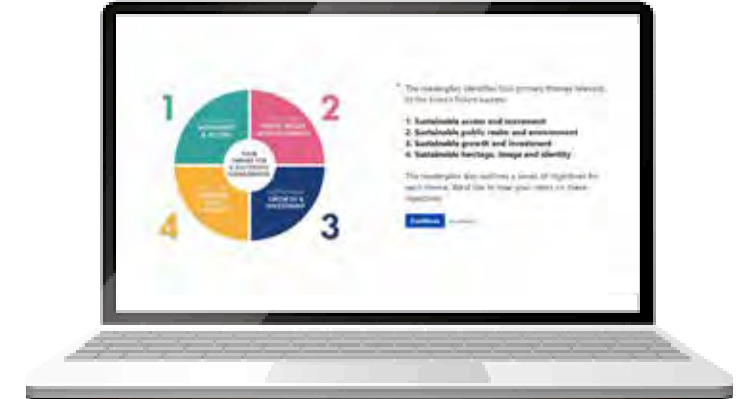 1
2
MOVEMENT
& ACCESS
PUBLIC REALM
FOUR
THEMES FOR
A SUCCESSFUL
4
GROWTH &
INVESTMENT
3
The masterplan identifies four primary themes relevant
to the town's future success:
1. Sustainable access and movement
2. Sustainable public realm and environment
3. Sustainable growth and investment
4. Sustainable heritage, image and identity
The masterplan also outlines a series of objectives for
each theme. We'd like to hear your views on these
objectives.
Continue